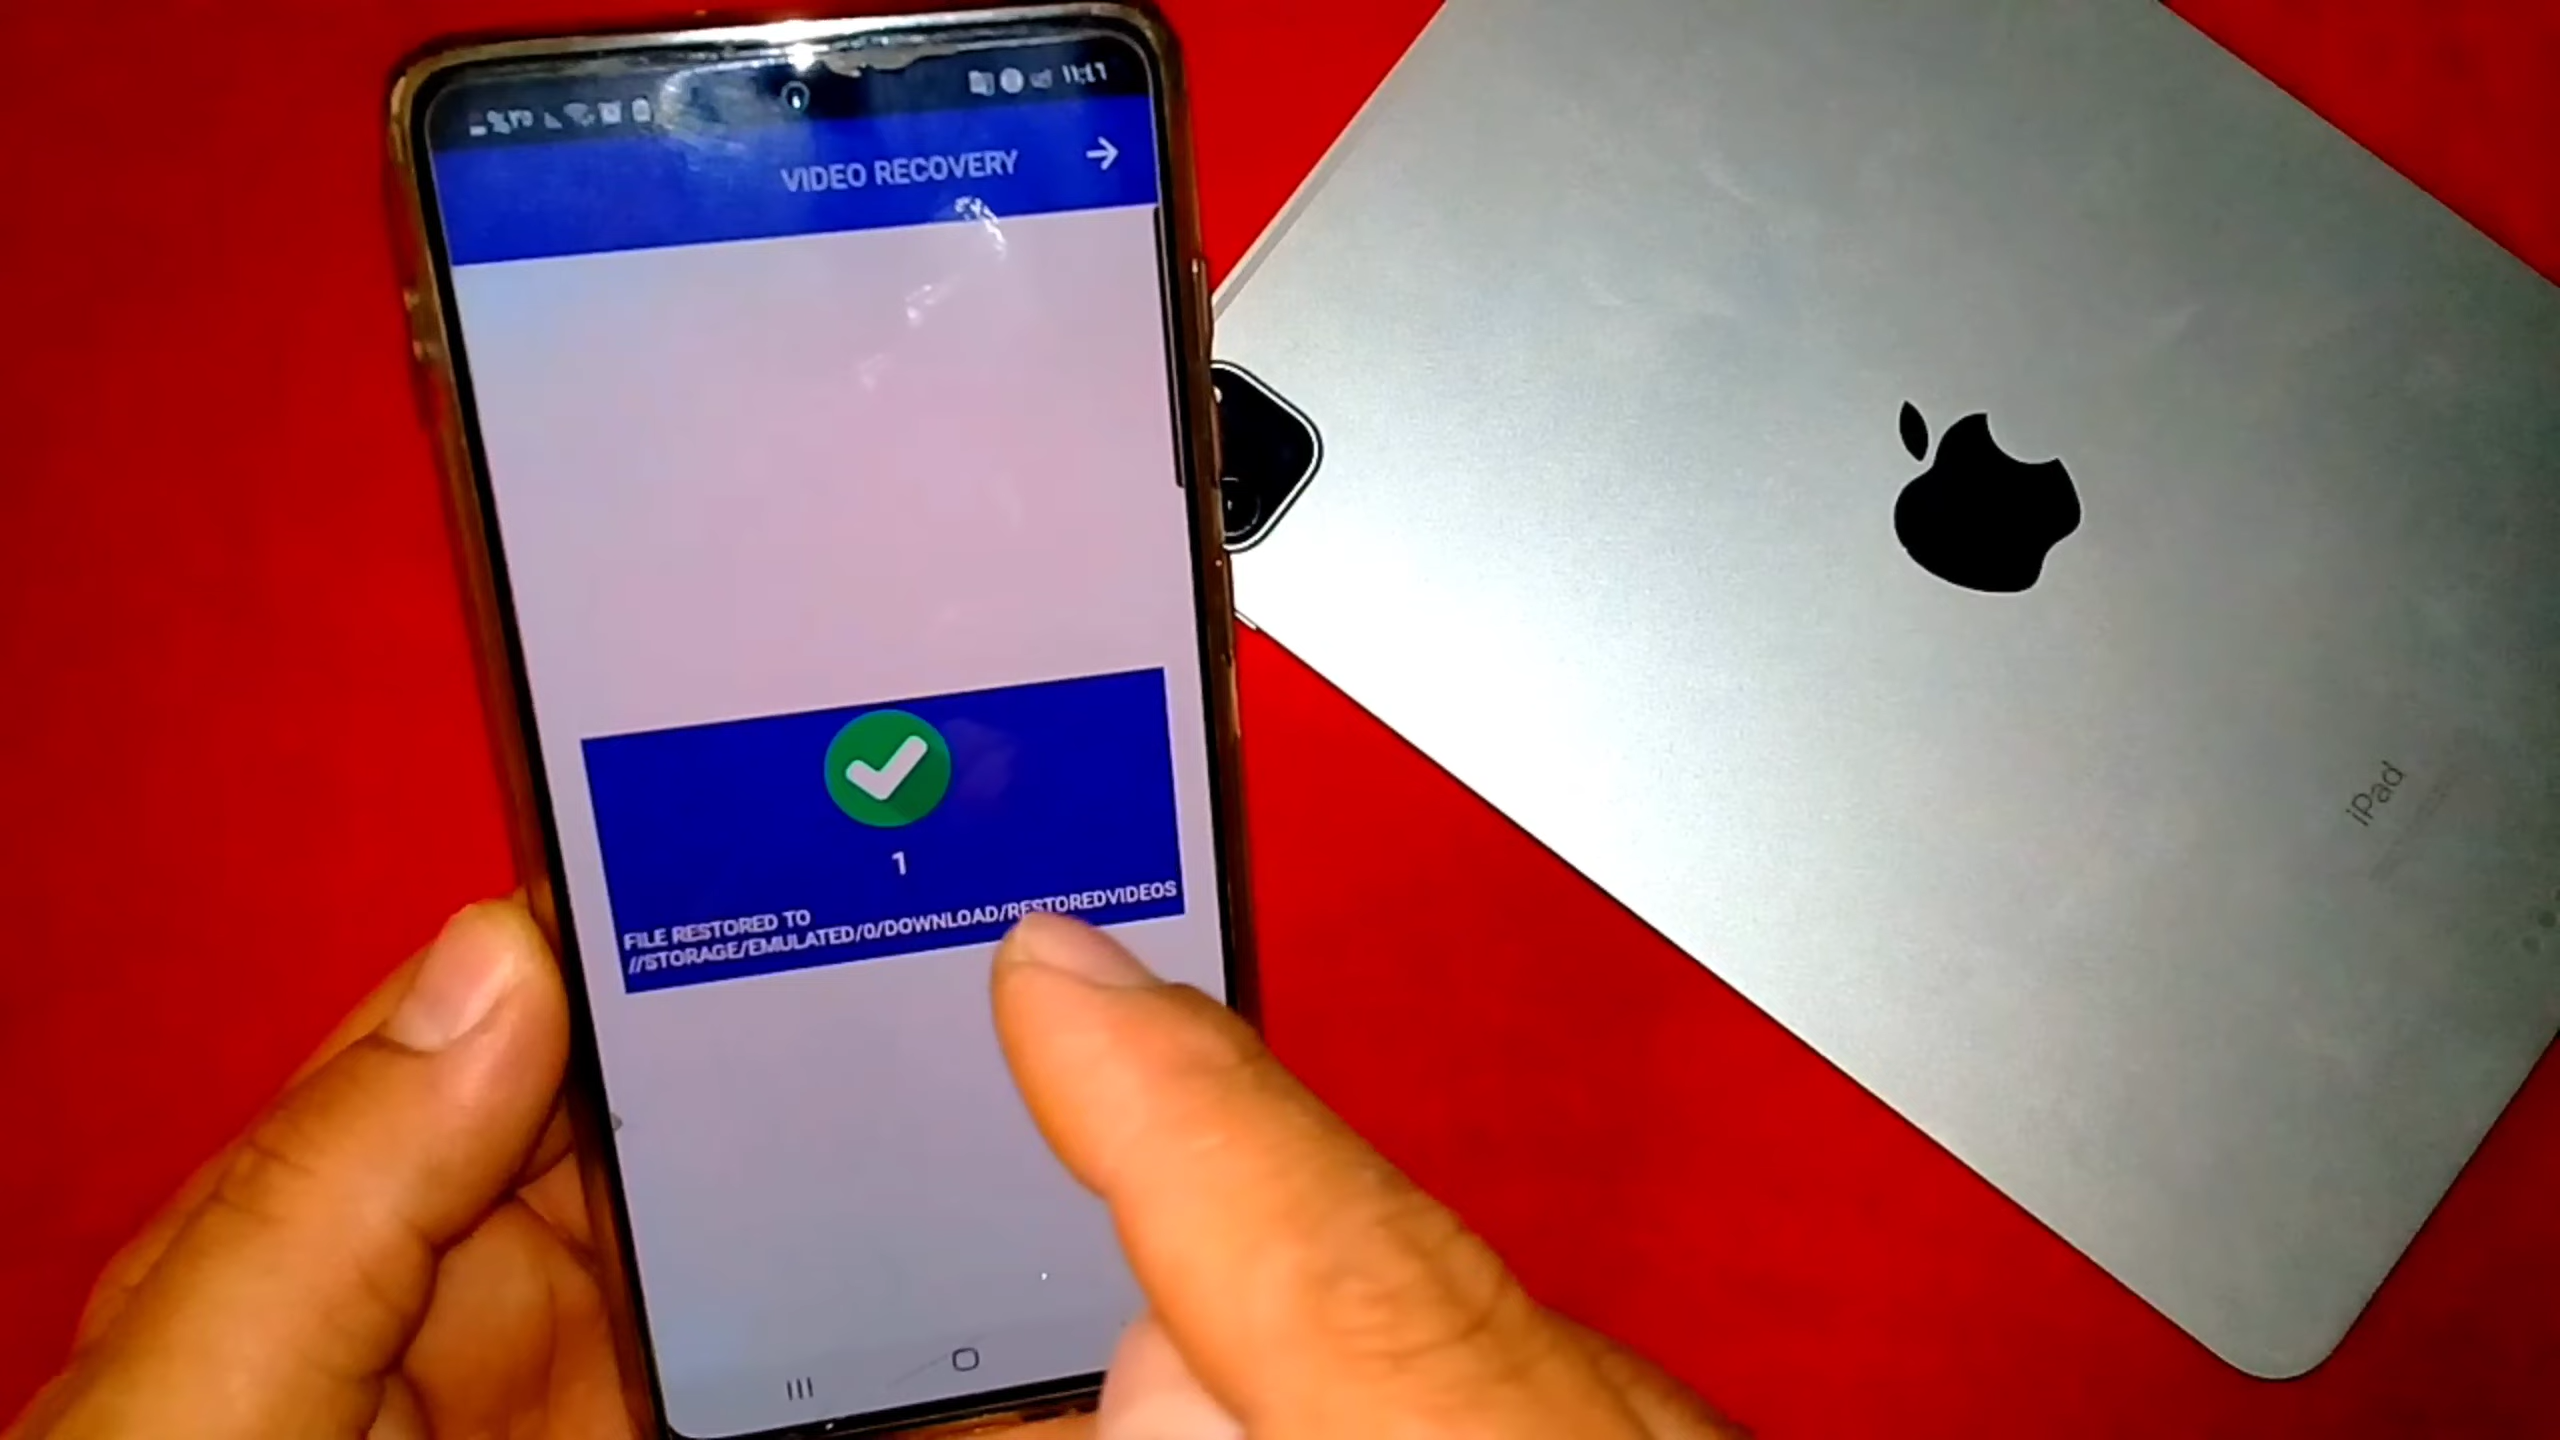 VIDEO RECOVERY
1
FILE RESTORED TO
//STORAGE/EMULATED/0/DOWNLOAD/RESTOREDVIDEOS
iPad